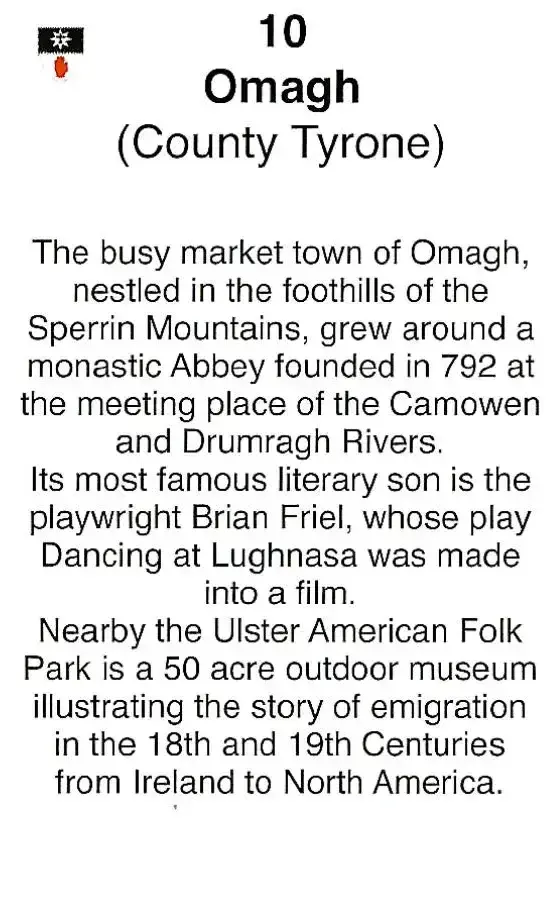 10
Omagh
(County Tyrone)
The busy market town of Omagh,
nestled in the foothills of the
Sperrin Mountains, grew around a
monastic Abbey founded in 792 at
the meeting place of the Camowen
and Drumragh Rivers.
Its most famous literary son is the
playwright Brian Friel, whose play
Dancing at Lughnasa was made
into a film.
Nearby the Ulster American Folk
Park is a 50 acre outdoor museum
illustrating the story of emigration
in the 18th and 19th Centuries
from Ireland to North America.